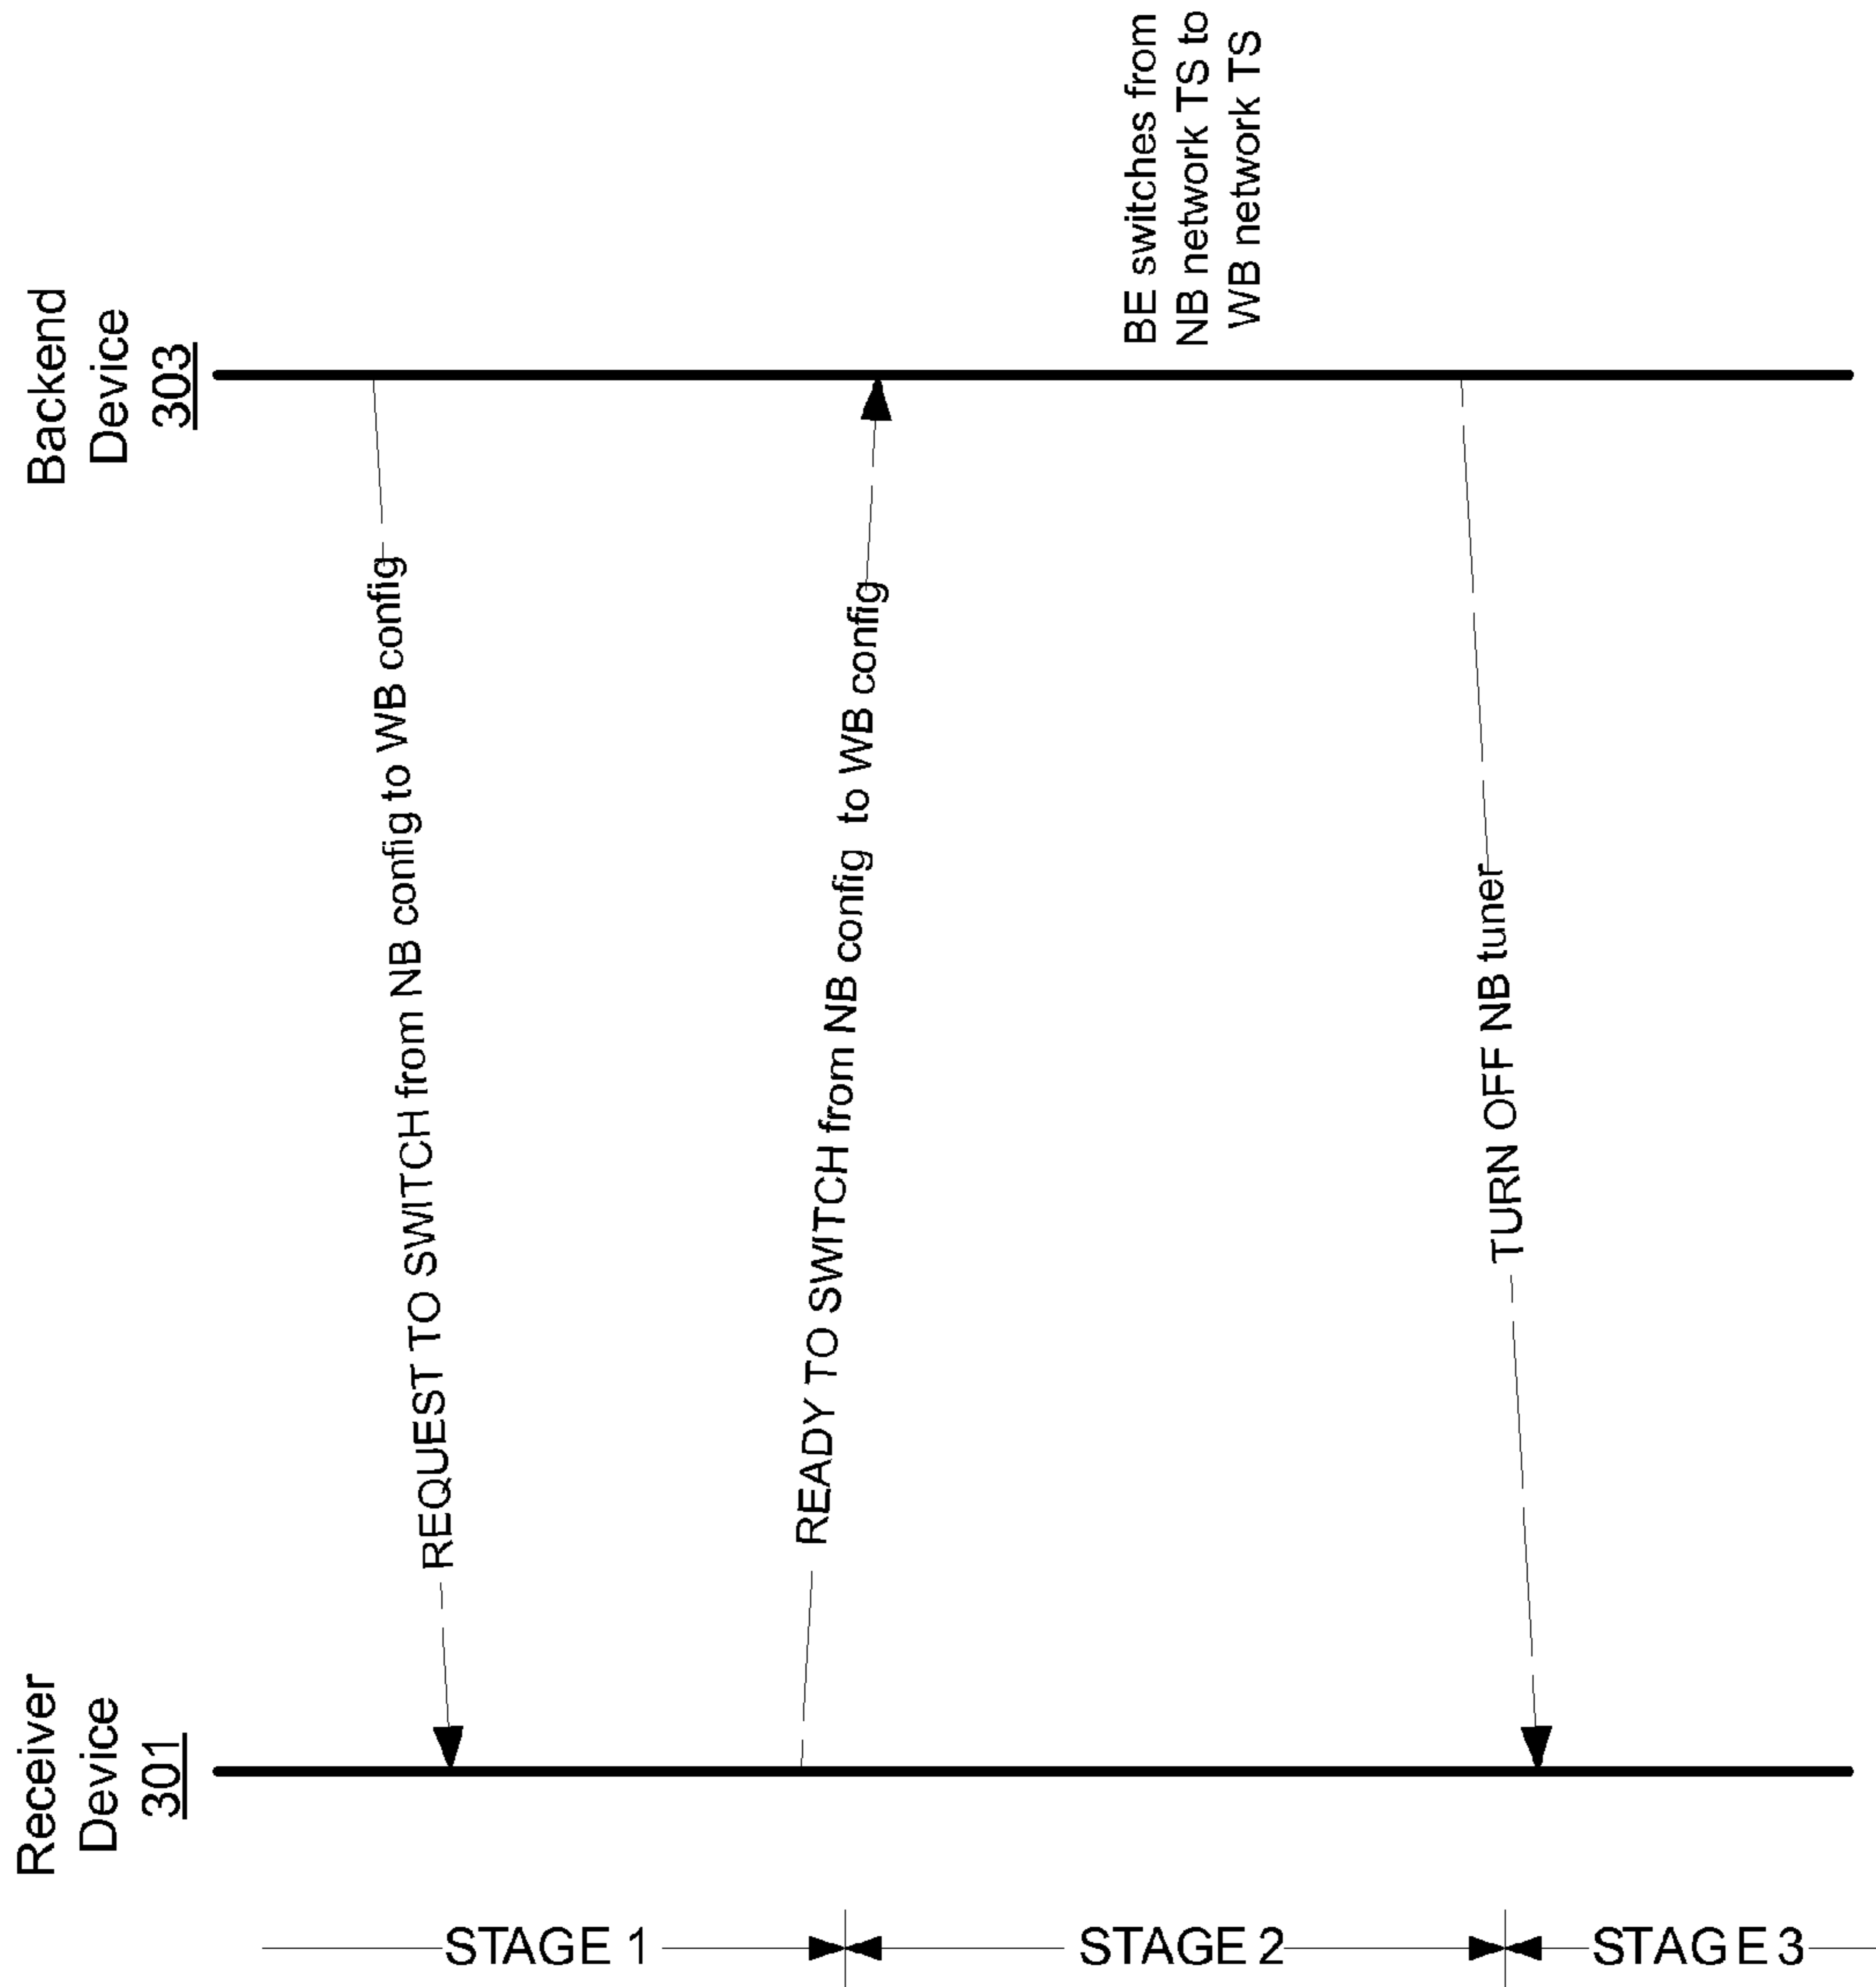 Receiver
Device
301
Backend
Device
303
REQUEST TO SWITCH from NB config to WB config
READY TO SWITCH from NB config to WB config
BE switches from
NB network TS to
WB network TS
TURN OFF NB tuner
STAGE 1
STAGE 2
STAGE 3